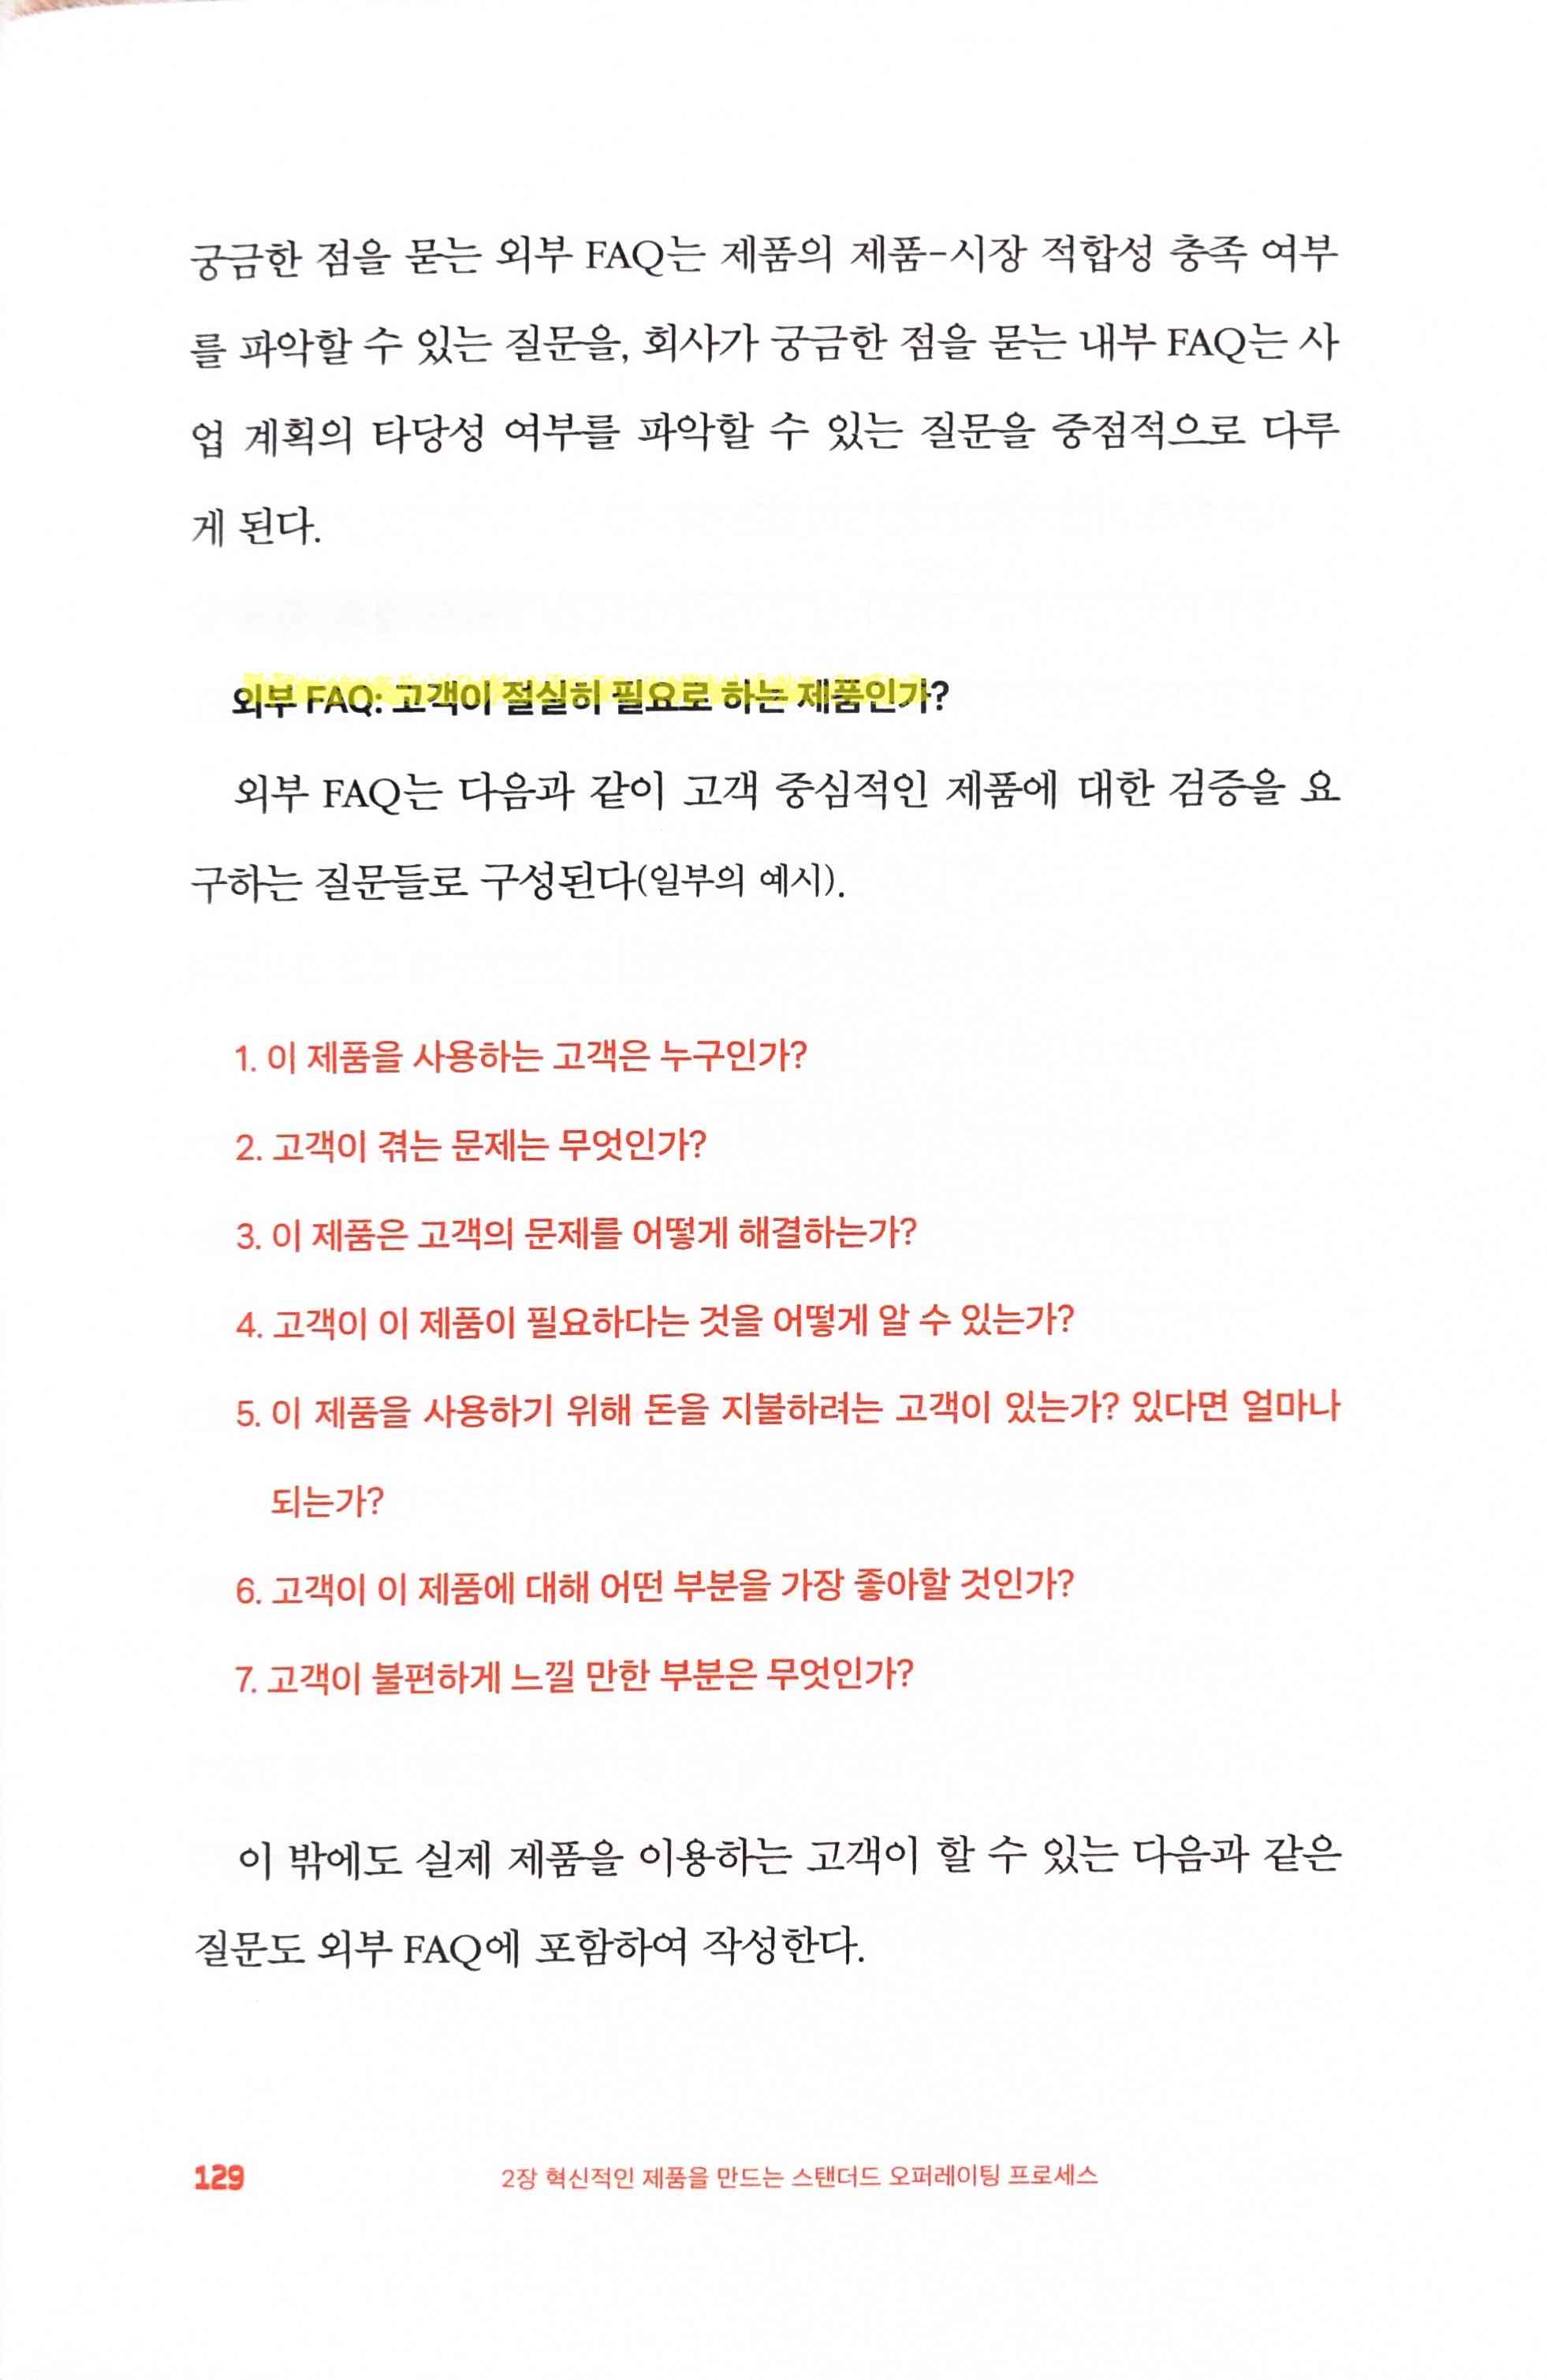 궁금한 점을 묻는 외부 FAQ는 제품의 제품-시장 적합성 충족 여부
를 파악할 수 있는 질문을, 회사가 궁금한 점을 묻는 내부 FAQ는 사
업 계획의 타당성 여부를 파악할 수 있는 질문을 중점적으로 다루
게 된다.
외부 FAQ: 고객이 절실히 필요로 하는 제품인가?
외부 FAQ는 다음과 같이 고객 중심적인 제품에 대한 검증을 요
구하는 질문들로 구성된다(일부의 예시).
1. 이 제품을 사용하는 고객은 누구인가?
2. 고객이 겪는 문제는 무엇인가?
3. 이 제품은 고객의 문제를 어떻게 해결하는가?
4. 고객이 이 제품이 필요하다는 것을 어떻게 알 수 있는가?
5. 이 제품을 사용하기 위해 돈을 지불하려는 고객이 있는가? 있다면 얼마나
되는가?
6. 고객이 이 제품에 대해 어떤 부분을 가장 좋아할 것인가?
7. 고객이 불편하게 느낄 만한 부분은 무엇인가?
이 밖에도 실제 제품을 이용하는 고객이 할 수 있는 다음과 같은
질문도 외부 FAQ에 포함하여 작성한다.
129 2장 혁신적인 제품을 만드는 스탠더드 오퍼레이팅 프로세스